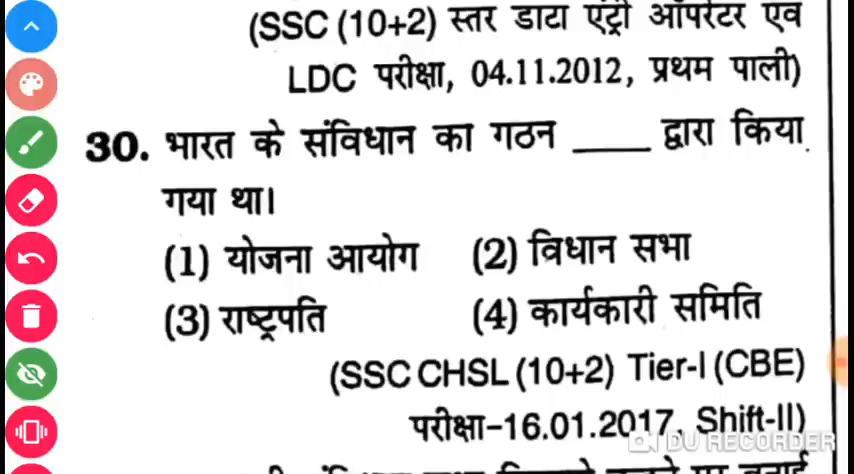 (SSC (10+2) स्तर डाटा एंट्री ऑपरेटर एवं
LDC परीक्षा, 04.11.2012, प्रथम पाली)
30. भारत के संविधान का गठन ____ द्वारा किया
गया था।
(1) योजना आयोग (2) विधान सभा
(3) राष्ट्रपति (4) कार्यकारी समिति
(SSC CHSL (10+2) Tier-I (CBE)
परीक्षा-16.01.2017, Shift-II)
DU RECORDER